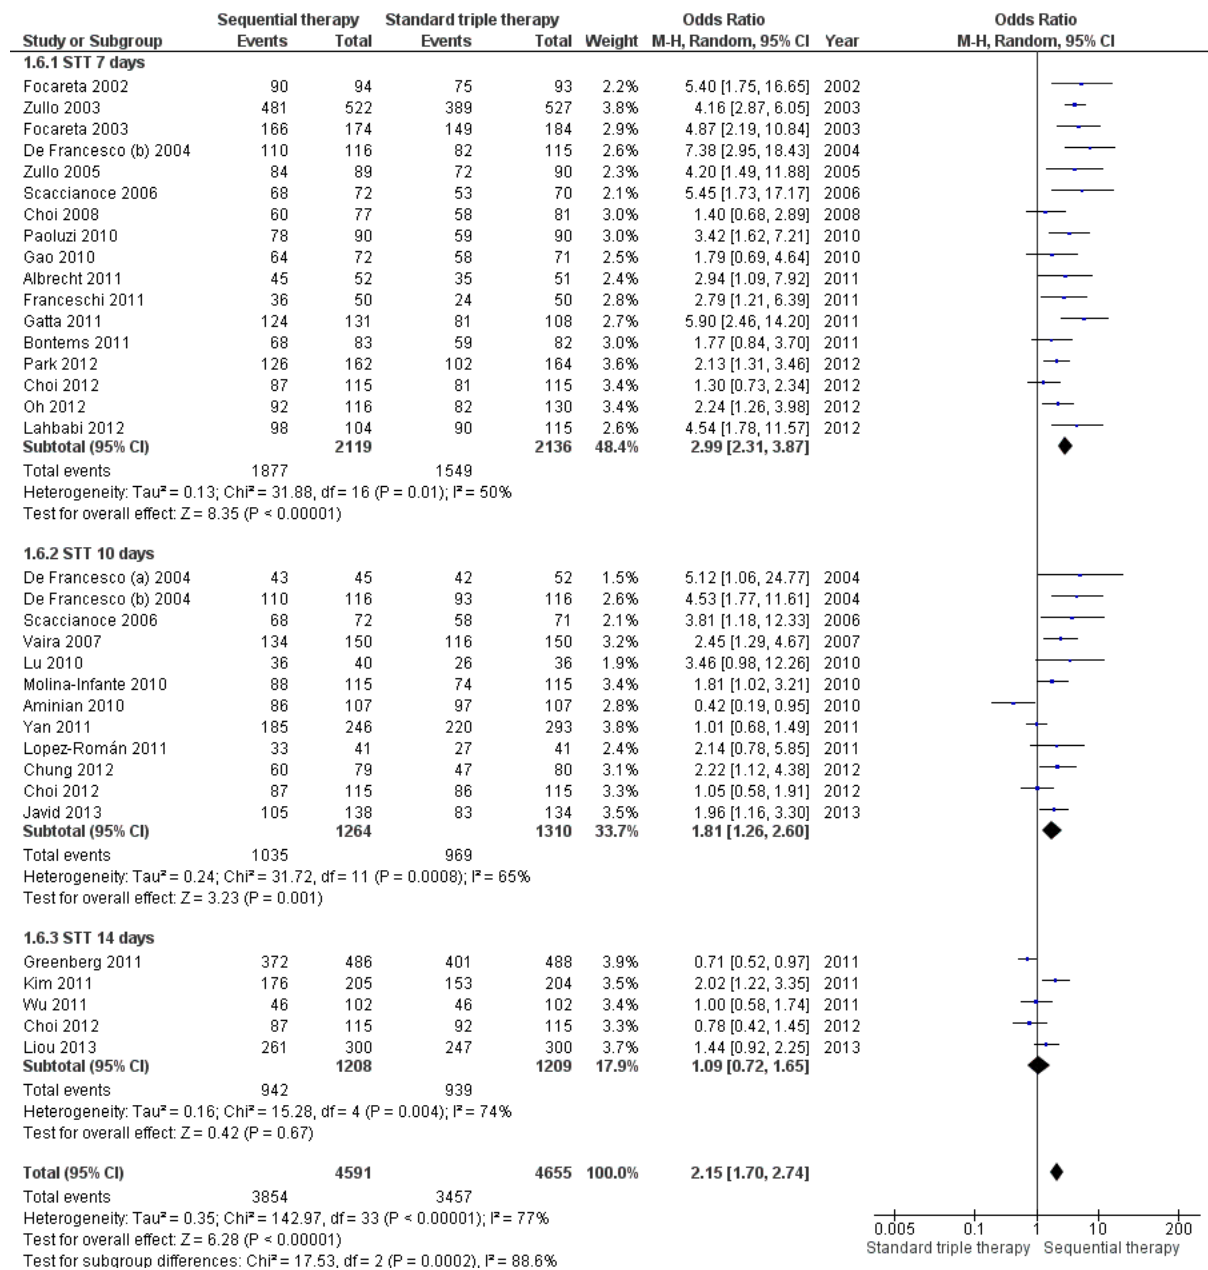 Sequential therapy Standard triple therapy Odds Ratio Odds Ratio
Study or Subgroup Events Total Events Total Weight M-H, Random, 95% CI Year M-H, Random, 95% CI
1.6.1 STT 7 days
Focareta 2002 90 94 75 93 2.2% 5.40 [1.75, 16.65] 2002
Zullo 2003 481 522 389 527 3.8% 4.16 [2.87, 6.05] 2003
Focareta 2003 166 174 149 184 2.9% 4.87 [2.19, 10.84] 2003
De Francesco (b) 2004 110 116 82 115 2.6% 7.38 [2.95, 18.43] 2004
Zullo 2005 84 89 72 90 2.3% 4.20 [1.49, 11.88] 2005
Scaccianoce 2006 68 72 53 70 2.1% 5.45 [1.73, 17.17] 2006
Choi 2008 60 77 58 81 3.0% 1.40 [0.68, 2.89] 2008
Paoluzi 2010 78 90 59 90 3.0% 3.42 [1.62, 7.21] 2010
Gao 2010 64 72 58 71 2.5% 1.79 [0.69, 4.64] 2010
Albrecht 2011 45 52 35 51 2.4% 2.94 [1.09, 7.92] 2011
Franceschi 2011 36 50 24 50 2.8% 2.79 [1.21, 6.39] 2011
Gatta 2011 124 131 81 108 2.7% 5.90 [2.46, 14.20] 2011
Bontems 2011 68 83 59 82 3.0% 1.77 [0.84, 3.70] 2011
Park 2012 126 162 102 164 3.6% 2.13 [1.31, 3.46] 2012
Choi 2012 87 115 81 115 3.4% 1.30 [0.73, 2.34] 2012
Oh 2012 92 116 82 130 3.4% 2.24 [1.26, 3.98] 2012
Lahbabi 2012 98 104 90 115 2.6% 4.54 [1.78, 11.57] 2012
Subtotal (95% CI) 2119 2136 48.4% 2.99 [2.31, 3.87]
Total events 1877 1549
Heterogeneity: Tau² = 0.13; Chi² = 31.88, df = 16 (P = 0.01); I² = 50%
Test for overall effect: Z = 8.35 (P < 0.00001)
1.6.2 STT 10 days
De Francesco (a) 2004 43 45 42 52 1.5% 5.12 [1.06, 24.77] 2004
De Francesco (b) 2004 110 116 93 116 2.6% 4.53 [1.77, 11.61] 2004
Scaccianoce 2006 68 72 58 71 2.1% 3.81 [1.18, 12.33] 2006
Vaira 2007 134 150 116 150 3.2% 2.45 [1.29, 4.67] 2007
Lu 2010 36 40 26 36 1.9% 3.46 [0.98, 12.26] 2010
Molina-Infante 2010 88 115 74 115 3.4% 1.81 [1.02, 3.21] 2010
Aminian 2010 86 107 97 107 2.8% 0.42 [0.19, 0.95] 2010
Yan 2011 185 246 220 293 3.8% 1.01 [0.68, 1.49] 2011
Lopez-Román 2011 33 41 27 41 2.4% 2.14 [0.78, 5.85] 2011
Chung 2012 60 79 47 80 3.1% 2.22 [1.12, 4.38] 2012
Choi 2012 87 115 86 115 3.3% 1.05 [0.58, 1.91] 2012
Javid 2013 105 138 83 134 3.5% 1.96 [1.16, 3.30] 2013
Subtotal (95% CI) 1264 1310 33.7% 1.81 [1.26, 2.60]
Total events 1035 969
Heterogeneity: Tau² = 0.24; Chi² = 31.72, df = 11 (P = 0.0008); I² = 65%
Test for overall effect: Z = 3.23 (P = 0.001)
1.6.3 STT 14 days
Greenberg 2011 372 486 401 488 3.9% 0.71 [0.52, 0.97] 2011
Kim 2011 176 205 153 204 3.5% 2.02 [1.22, 3.35] 2011
Wu 2011 46 102 46 102 3.4% 1.00 [0.58, 1.74] 2011
Choi 2012 87 115 92 115 3.3% 0.78 [0.42, 1.45] 2012
Liou 2013 261 300 247 300 3.7% 1.44 [0.92, 2.25] 2013
Subtotal (95% CI) 1208 1209 17.9% 1.09 [0.72, 1.65]
Total events 942 939
Heterogeneity: Tau² = 0.16; Chi² = 15.28, df = 4 (P = 0.004); I² = 74%
Test for overall effect: Z = 0.42 (P = 0.67)
Total (95% CI) 4591 4655 100.0% 2.15 [1.70, 2.74]
Total events 3854 3457
Heterogeneity: Tau² = 0.35; Chi² = 142.97, df = 33 (P < 0.00001); I² = 77%
Test for overall effect: Z = 6.28 (P < 0.00001)
Test for subgroup differences: Chi² = 17.53, df = 2 (P = 0.0002), I² = 88.6%
0.005 0.1 1 10 200
Standard triple therapy Sequential therapy